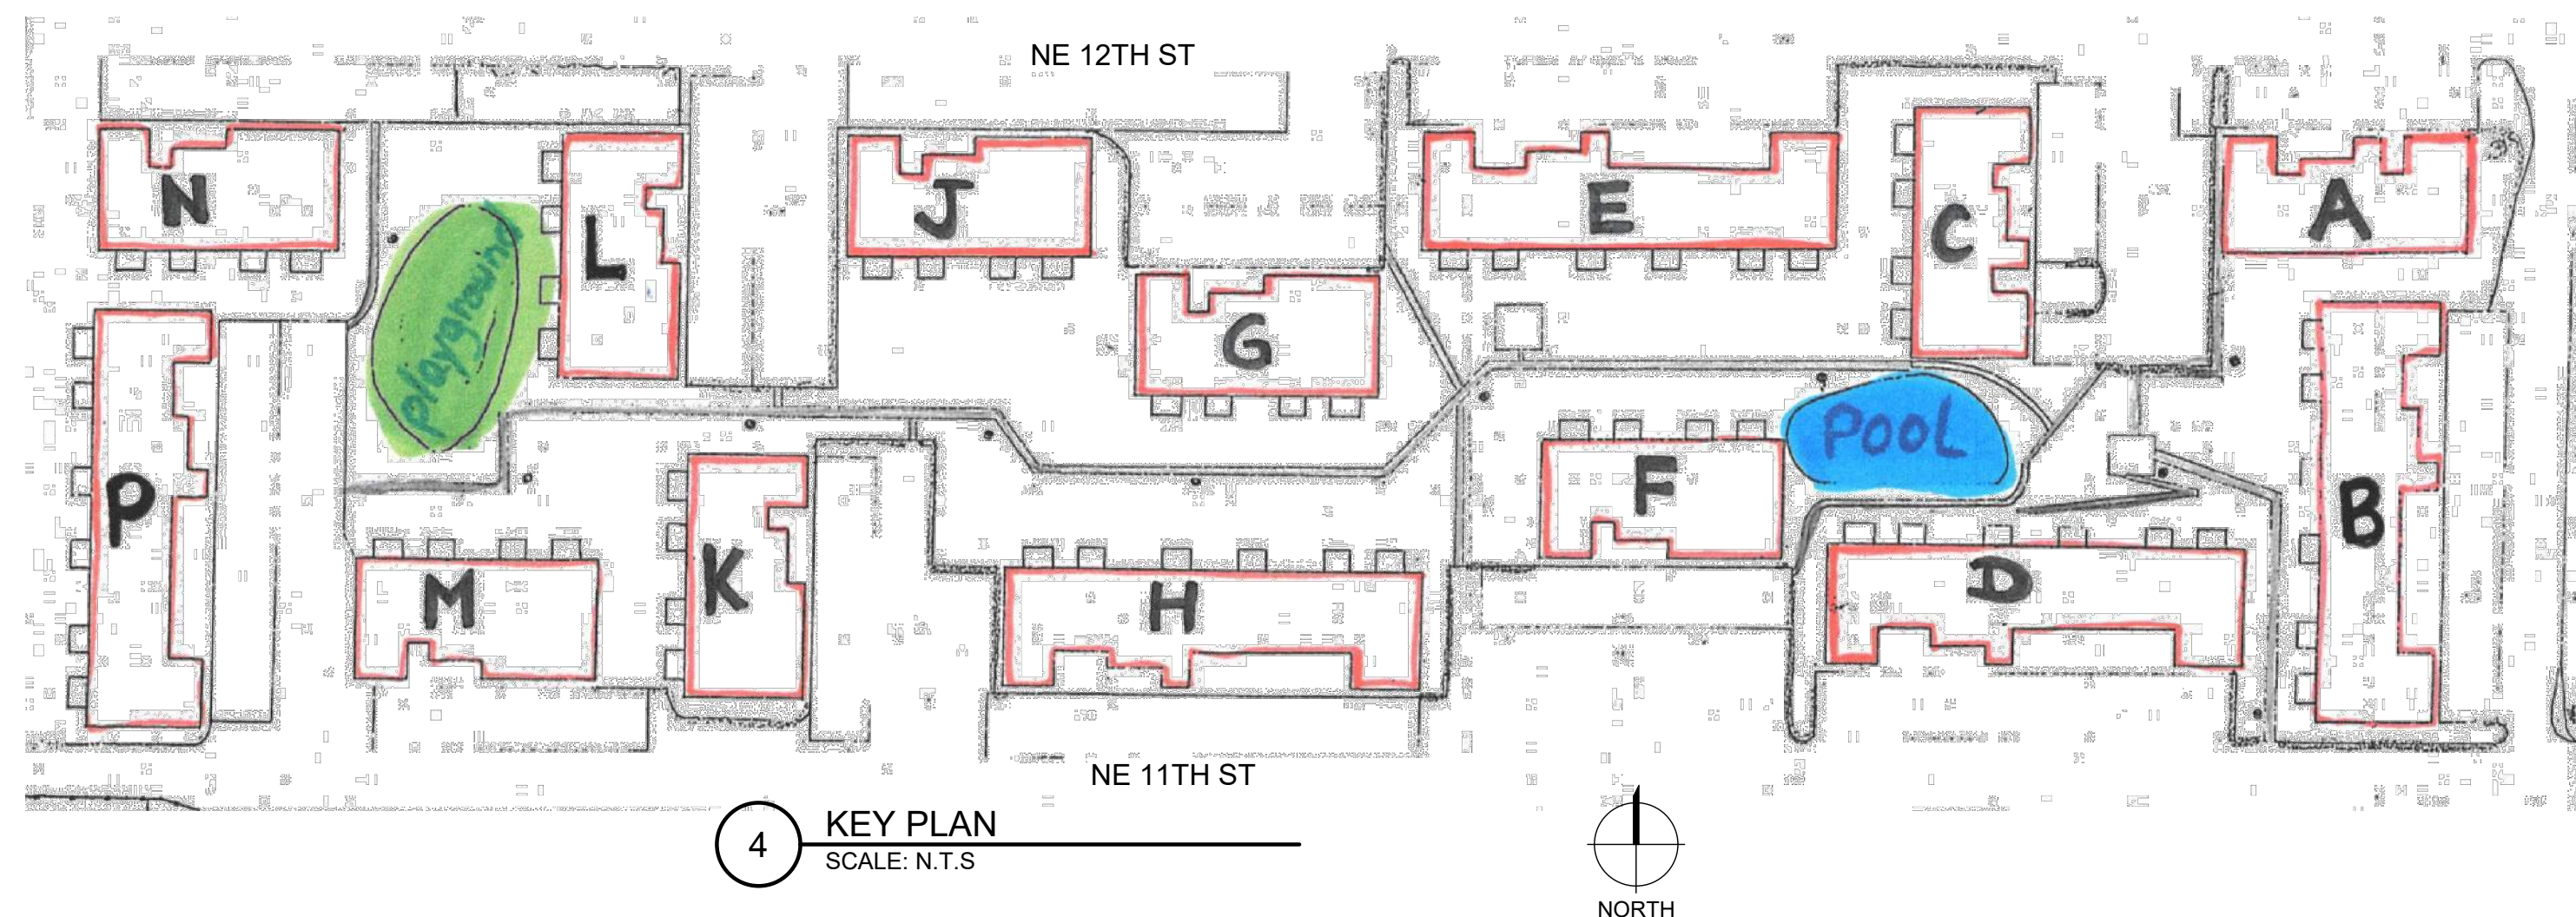 NE 12TH ST
N
L
J
E
C
A
playground
G
POOL
P
F
B
M
K
H
D
NE 11TH ST
4
KEY PLAN
SCALE: N.T.S
NORTH